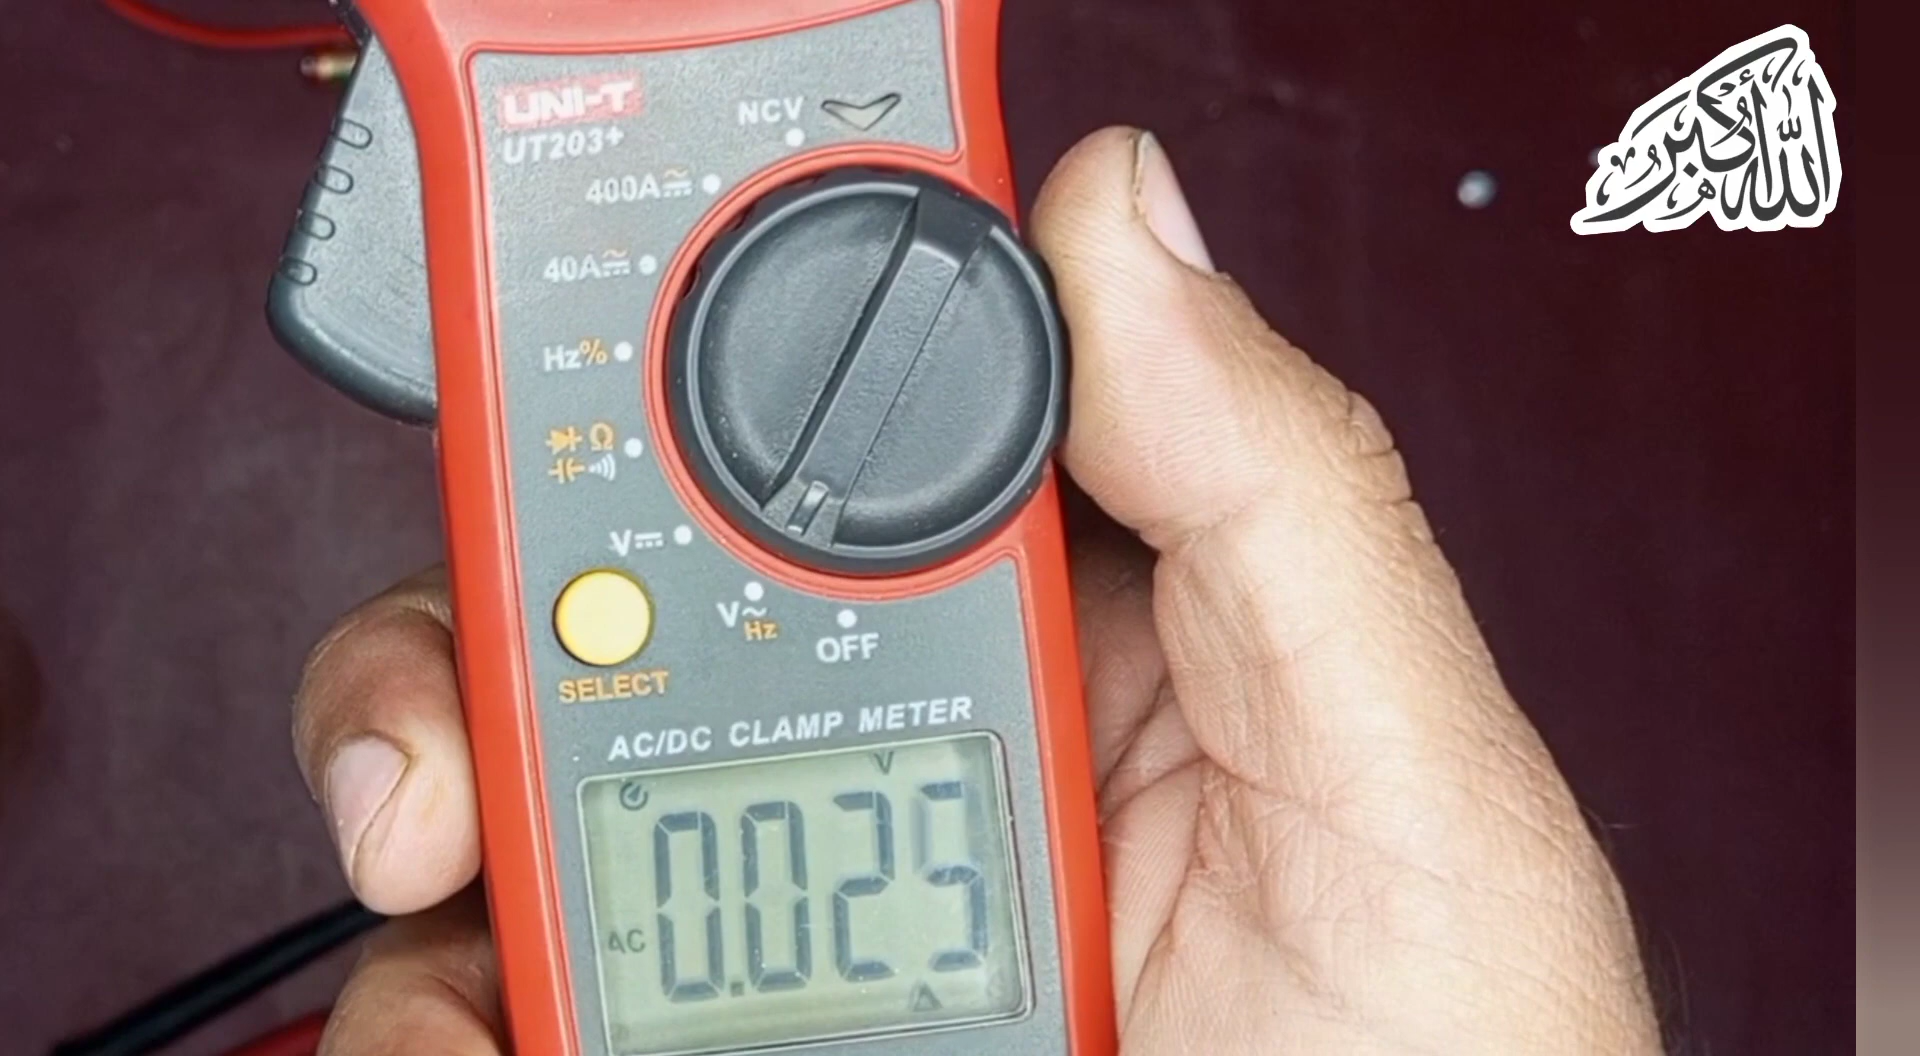 الله أكبر
UNI-T
UT203+
NCV
400A
40A
Hz%
Ω
V
V~
Hz
OFF
SELECT
AC/DC CLAMP METER
V
AC
0.025